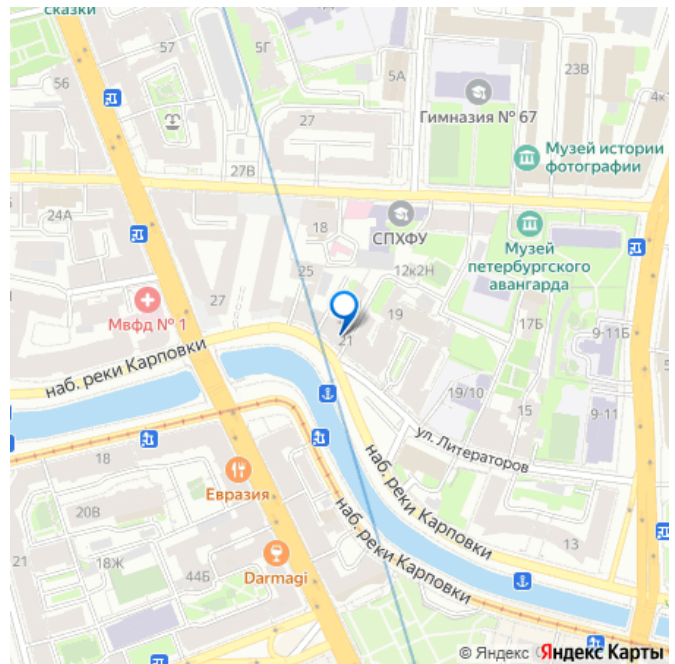 сказки
57
5Г
56
5А
23В
4к
Гимназия № 67
27
Музей истории
фотографии
27В
24А
18
СПХФУ
Музей
петербургского
авангарда
25
12к2Н
27
Мвфд № 1
19
17Б
9-11Б
21
наб. реки Карповки
19/10
15
9-11
ул. Литераторов
18
Евразия
наб. реки Карповки
20В
наб. реки Карповки
13
21
18Ж
44Б
Darmagi
© Яндекс
Яндекс Карты